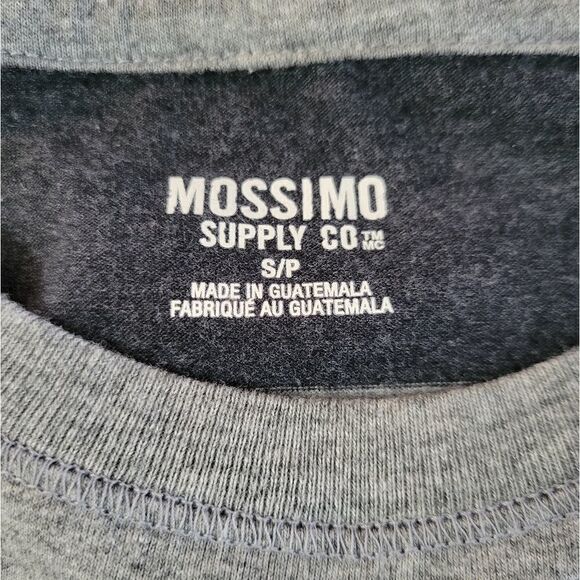 MOSSIMO
SUPPLY CO TM MC
S/P
MADE IN GUATEMALA
FABRIQUÉ AU GUATEMALA